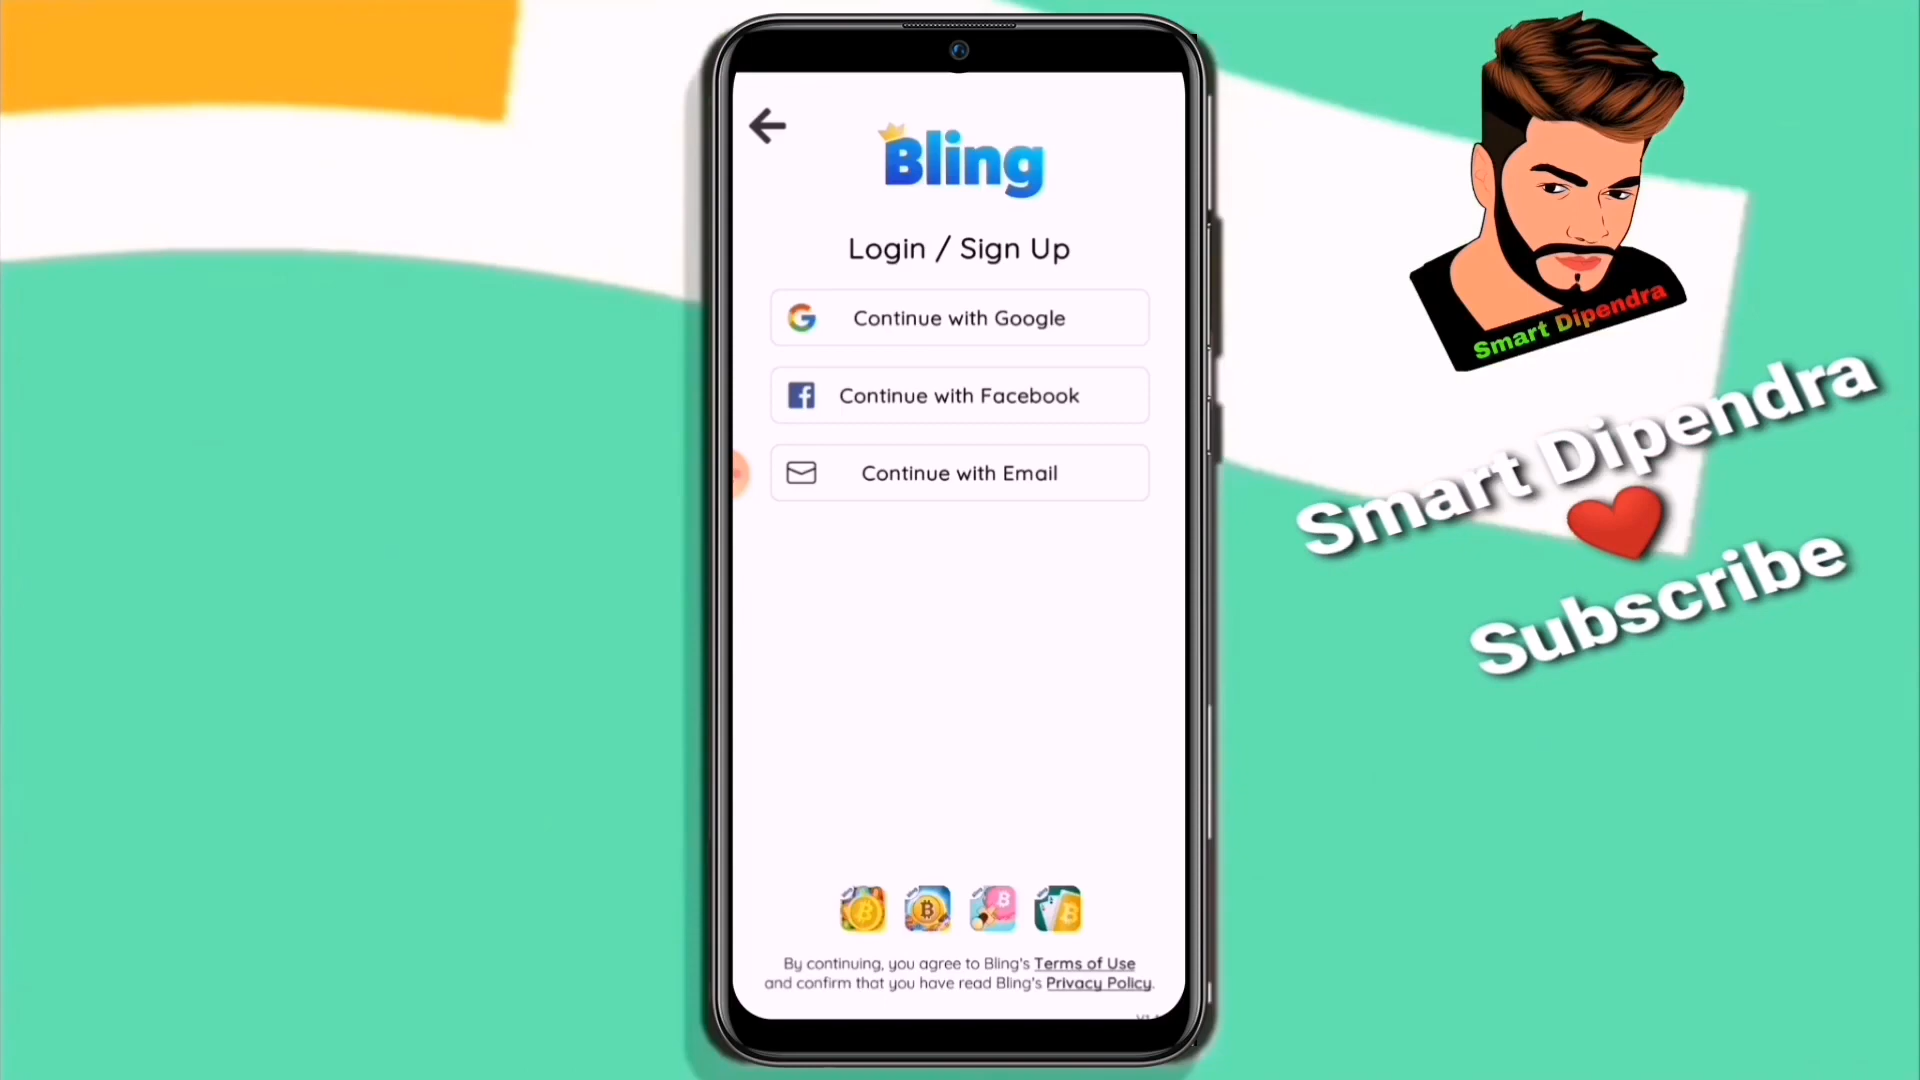 Bling
Login / Sign Up
Continue with Google
Continue with Facebook
Continue with Email
By continuing, you agree to Bling's Terms of Use
and confirm that you have read Bling's Privacy Policy.
Smart Dipendra
Smart Dipendra
Subscribe